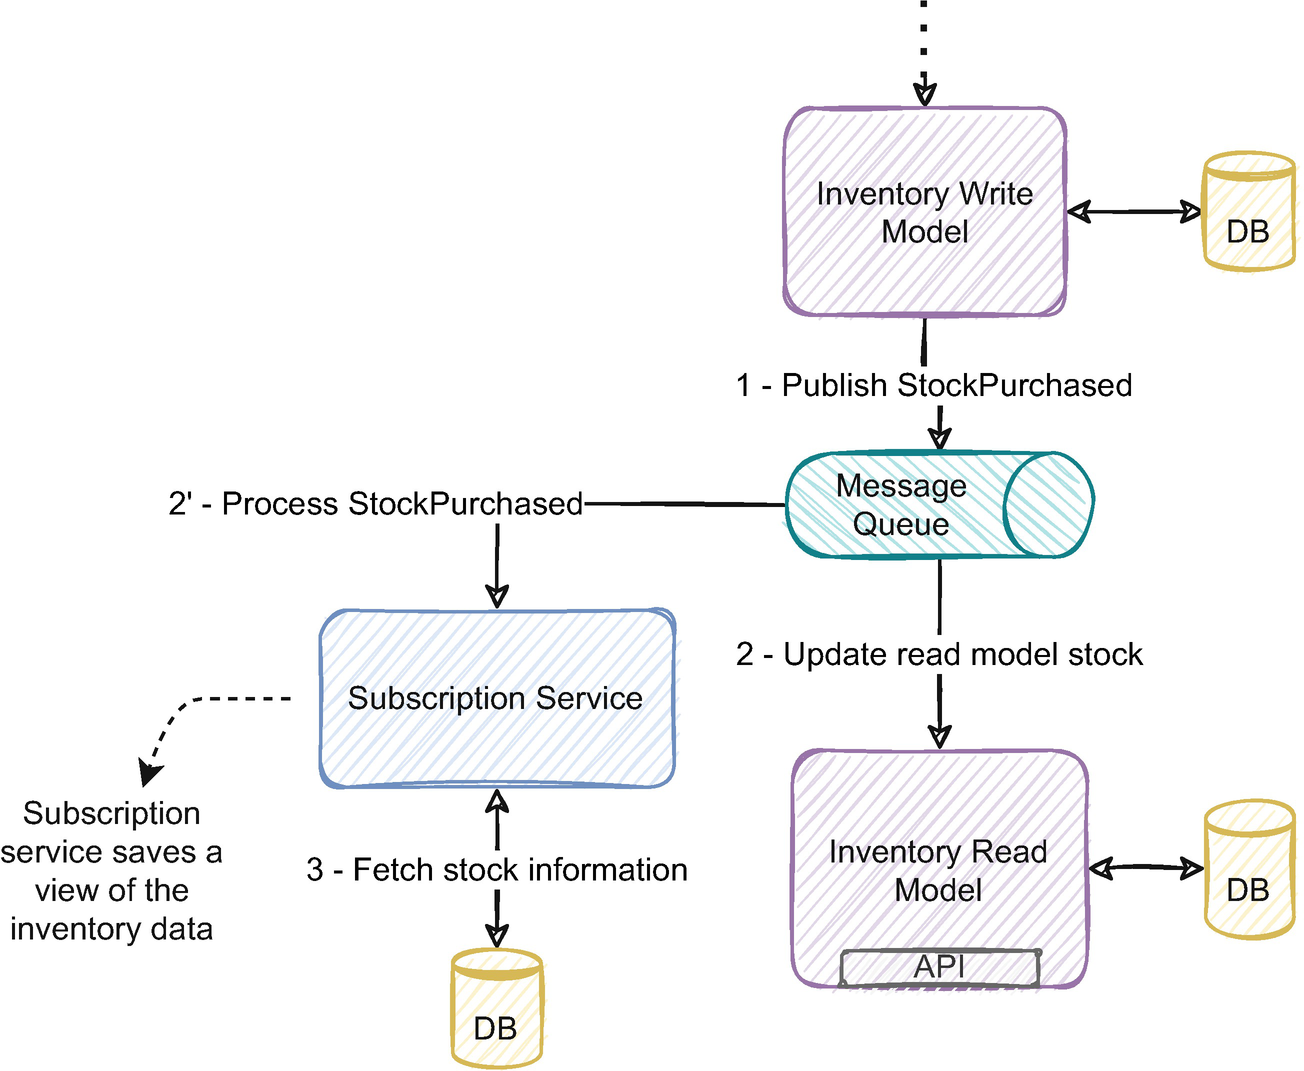 Inventory Write
Model
DB
1 - Publish StockPurchased
Message
Queue
2' - Process StockPurchased
2 - Update read model stock
Subscription Service
Subscription
service saves a
view of the
inventory data
3 - Fetch stock information
DB
Inventory Read
Model
API
DB